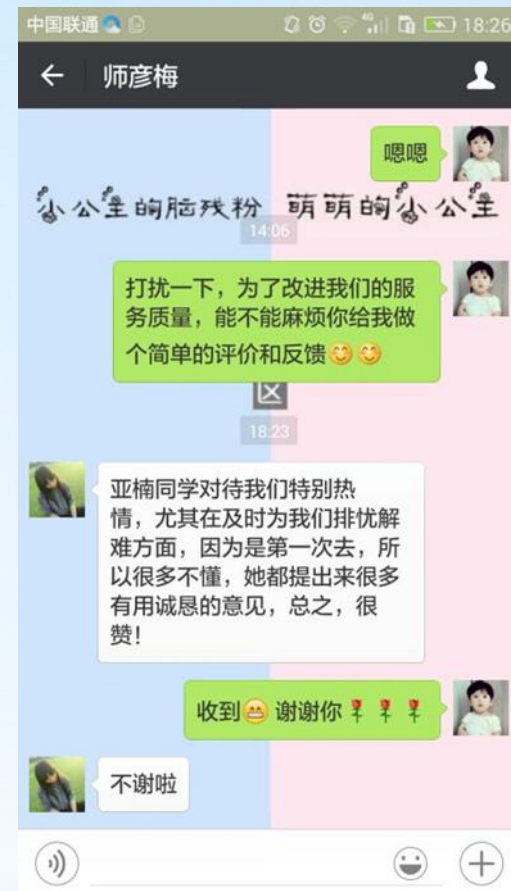 中国联通 18:26
师彦梅
嗯嗯
小公主的脑残粉 萌萌的小公主
14:06
打扰一下，为了改进我们的服
务质量，能不能麻烦你给我做
个简单的评价和反馈
区
18:23
亚楠同学对待我们特别热
情，尤其在及时为我们排忧解
难方面，因为是第一次去，所
以很多不懂，她都提出来很多
有用诚恳的意见，总之，很
赞！
收到 谢谢你
不谢啦